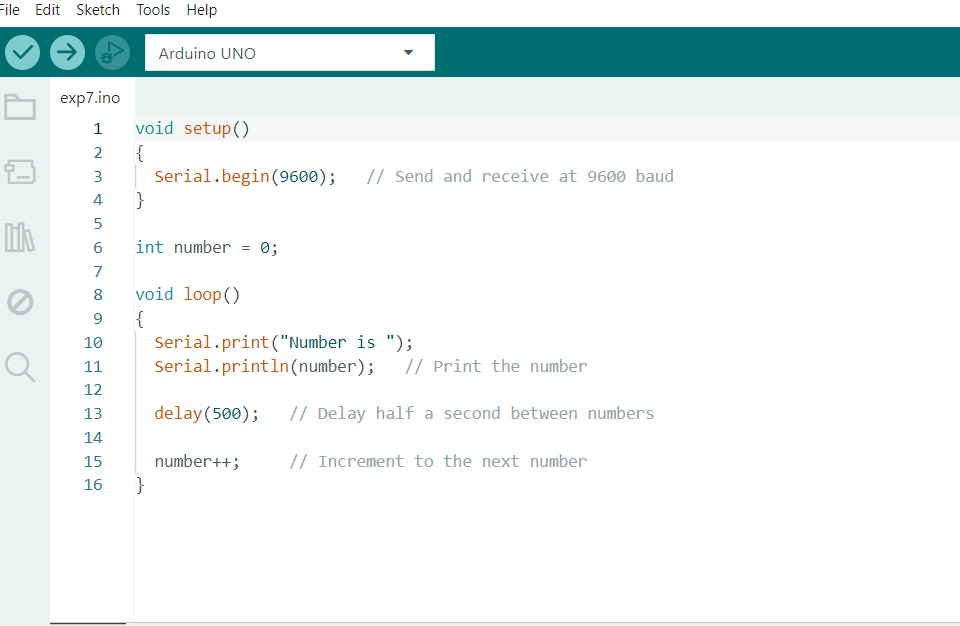 File Edit Sketch Tools Help
Arduino UNO
exp7.ino
1 void setup()
2 {
3   Serial.begin(9600);   // Send and receive at 9600 baud
4 }
5
6 int number = 0;
7
8 void loop()
9 {
10   Serial.print("Number is ");
11   Serial.println(number);   // Print the number
12
13   delay(500);   // Delay half a second between numbers
14
15   number++;     // Increment to the next number
16 }